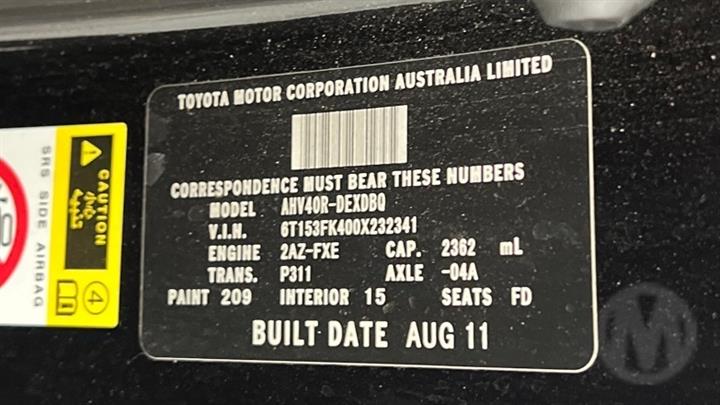 TOYOTA MOTOR CORPORATION AUSTRALIA LIMITED
CORRESPONDENCE MUST BEAR THESE NUMBERS
MODEL AHV40R-DEXDBQ
V.I.N. 6T153FK400X232341
ENGINE 2AZ-FXE CAP. 2362 mL
TRANS. P311 AXLE -04A
PAINT 209 INTERIOR 15 SEATS FD
BUILT DATE AUG 11
CAUTION
SRS SIDE AIRBAG
4
M